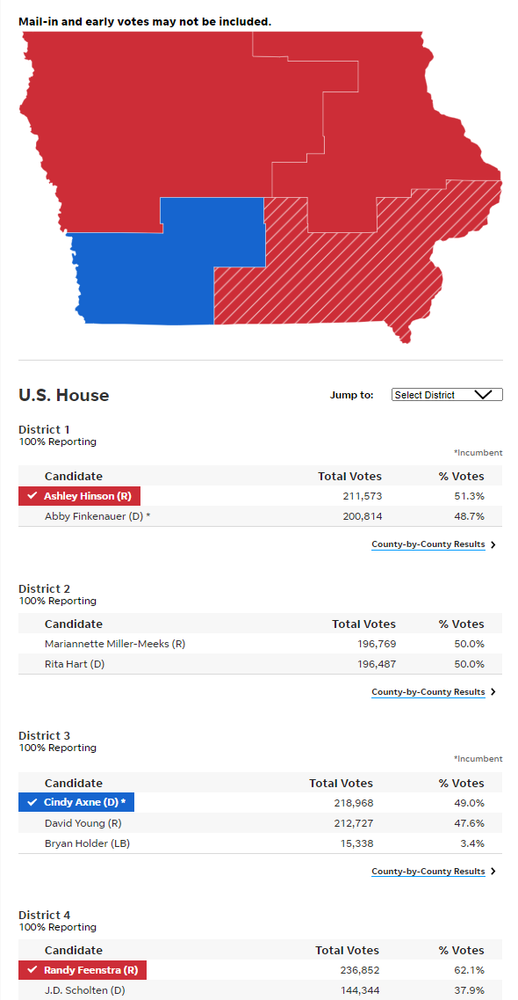 Mail-in and early votes may not be included.
U.S. House
Jump to: Select District
District 1
100% Reporting
*Incumbent
Candidate Total Votes % Votes
Ashley Hinson (R) 211,573 51.3%
Abby Finkenauer (D) * 200,814 48.7%
County-by-County Results
District 2
100% Reporting
Candidate Total Votes % Votes
Mariannette Miller-Meeks (R) 196,769 50.0%
Rita Hart (D) 196,487 50.0%
County-by-County Results
District 3
100% Reporting
*Incumbent
Candidate Total Votes % Votes
Cindy Axne (D) * 218,968 49.0%
David Young (R) 212,727 47.6%
Bryan Holder (LB) 15,338 3.4%
County-by-County Results
District 4
100% Reporting
Candidate Total Votes % Votes
Randy Feenstra (R) 236,852 62.1%
J.D. Scholten (D) 144,344 37.9%